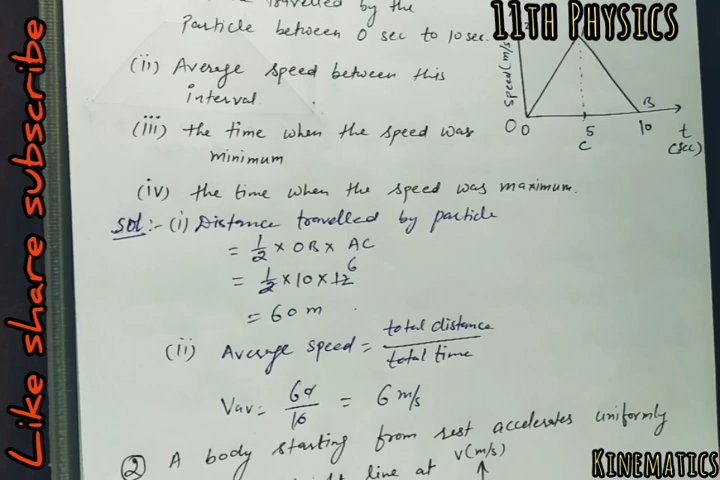 11th Physics
travelled by the
Particle between 0 sec to 10 sec.
(ii) Average speed between this
interval.
(iii) the time when the speed was
minimum
(iv) the time when the speed was maximum.
Speed(m/s)
O
0
5
C
B
10
t
(sec)
Sol:- (i) Distance travelled by particle
= 1/2 × OB × AC
= 1/2 × 10 × 12 6
= 60 m
(ii) Average speed = total distance / total time
Vav = 60 / 10 = 6 m/s
(2) A body starting from rest accelerates uniformly
line at
v(m/s)
Like share subscribe
Kinematics